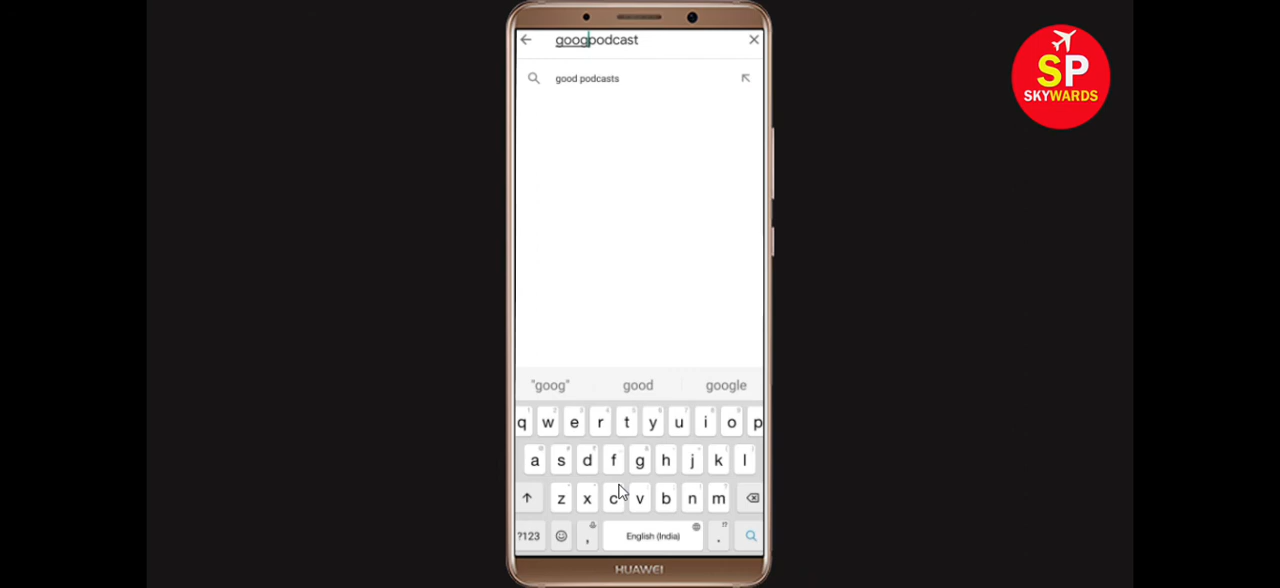 googpodcast
good podcasts
"goog" good google
q w e r t y u i o p
a s d f g h j k l
z x c v b n m
?123 , English (India) .
HUAWEI
SP
SKYWARDS